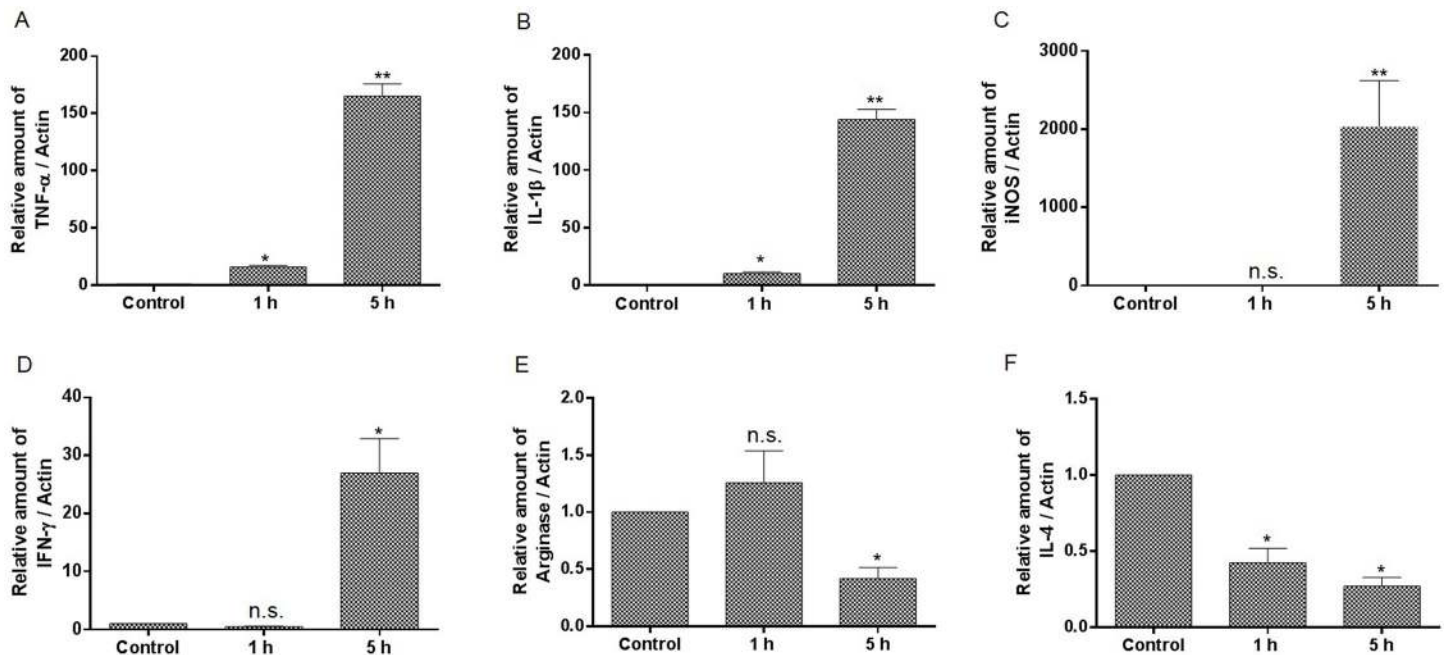 A
Relative amount of
TNF-α / Actin
200
150
100
50
0
*
**
Control
1 h
5 h
B
Relative amount of
IL-1β / Actin
200
150
100
50
0
*
**
Control
1 h
5 h
C
Relative amount of
iNOS / Actin
3000
2000
1000
0
n.s.
**
Control
1 h
5 h
D
Relative amount of
IFN-γ / Actin
40
30
20
10
0
n.s.
*
Control
1 h
5 h
E
Relative amount of
Arginase / Actin
2.0
1.5
1.0
0.5
0.0
n.s.
*
Control
1 h
5 h
F
Relative amount of
IL-4 / Actin
1.5
1.0
0.5
0.0
*
*
Control
1 h
5 h